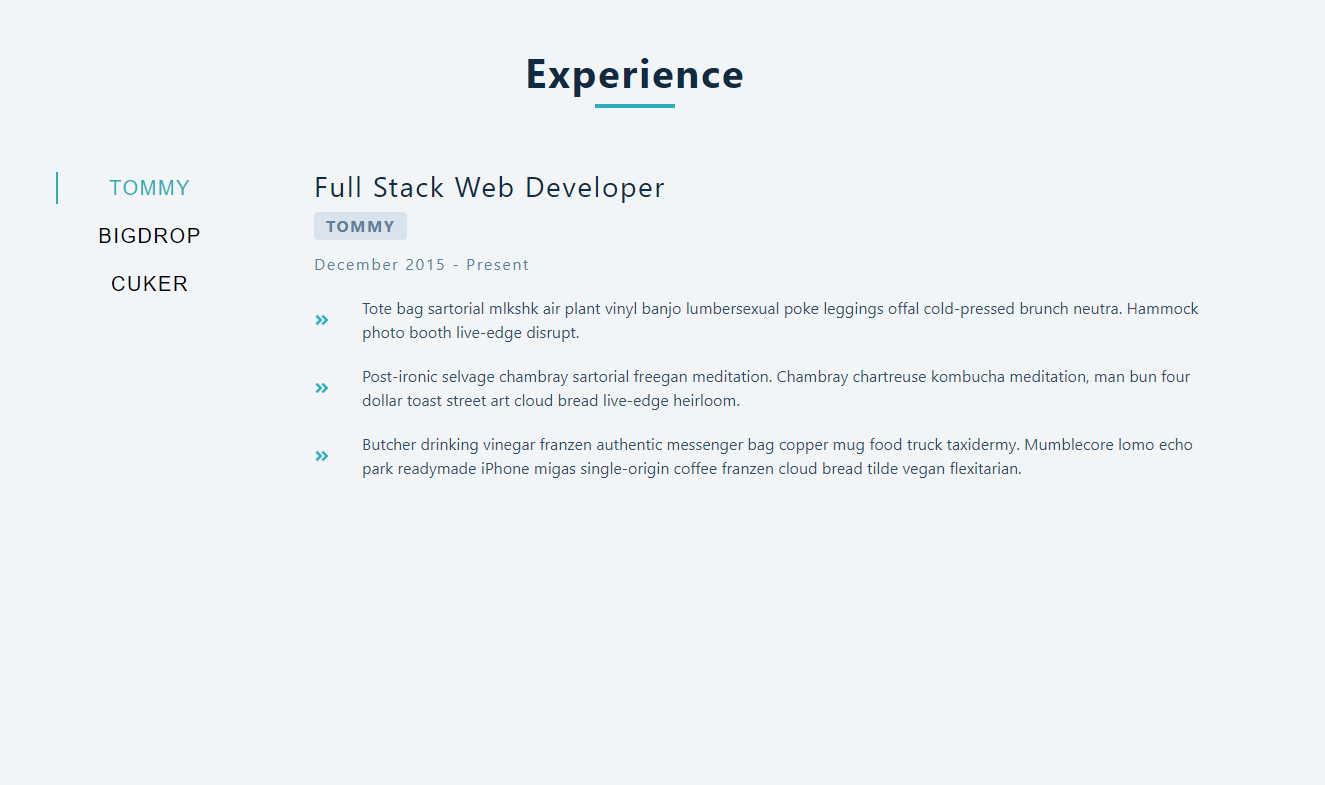 Experience
TOMMY
BIGDROP
CUKER
Full Stack Web Developer
TOMMY
December 2015 - Present
Tote bag sartorial mlkshk air plant vinyl banjo lumbersexual poke leggings offal cold-pressed brunch neutra. Hammock
photo booth live-edge disrupt.
Post-ironic selvage chambray sartorial freegan meditation. Chambray chartreuse kombucha meditation, man bun four
dollar toast street art cloud bread live-edge heirloom.
Butcher drinking vinegar franzen authentic messenger bag copper mug food truck taxidermy. Mumblecore lomo echo
park readymade iPhone migas single-origin coffee franzen cloud bread tilde vegan flexitarian.